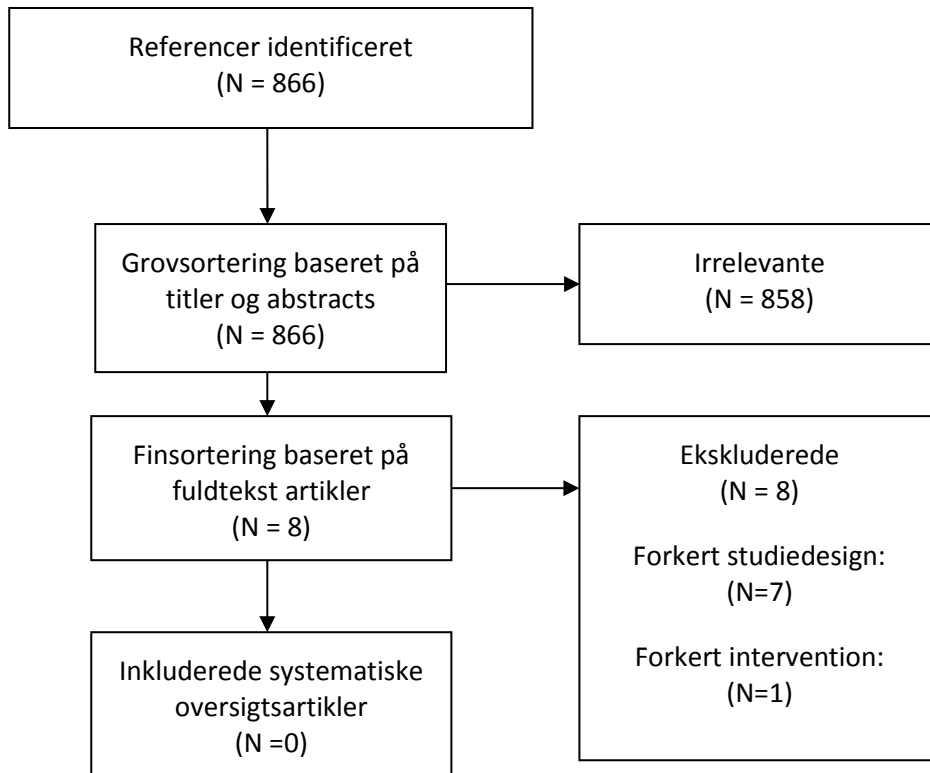 Referencer identificeret
(N = 866)
Grovsortering baseret på
titler og abstracts
(N = 866)
Irrelevante
(N = 858)
Finsortering baseret på
fuldtekst artikler
(N = 8)
Ekskluderede
(N = 8)
Forkert studiedesign:
(N=7)
Forkert intervention:
(N=1)
Inkluderede systematiske
oversigtsartikler
(N =0)